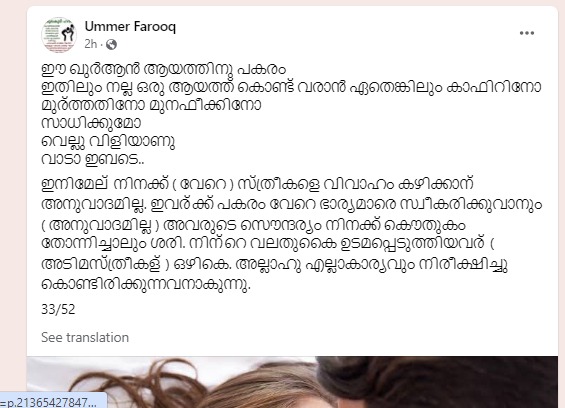 Ummer Farooq
2h
ഈ ഖുർആൻ ആയത്തിനു പകരം
ഇതിലും നല്ല ഒരു ആയത്ത് കൊണ്ട് വരാൻ ഏതെങ്കിലും കാഫിറിനോ
മുർത്തതിനോ മുനഫീക്കിനോ
സാധിക്കുമോ
വെല്ലു വിളിയാണു
വാടാ ഇബടെ..
ഇനിമേല് നിനക്ക് ( വേറെ ) സ്ത്രീകളെ വിവാഹം കഴിക്കാന്
അനുവാദമില്ല. ഇവര്ക്ക് പകരം വേറെ ഭാര്യമാരെ സ്വീകരിക്കുവാനും
( അനുവാദമില്ല ) അവരുടെ സൌന്ദര്യം നിനക്ക് കൌതുകം
തോന്നിച്ചാലും ശരി. നിന്റെ വലതുകൈ ഉടമപ്പെടുത്തിയവര് (
അടിമസ്ത്രീകള് ) ഒഴികെ. അല്ലാഹു എല്ലാകാര്യവും നിരീക്ഷിച്ചു
കൊണ്ടിരിക്കുന്നവനാകുന്നു.
33/52
See translation
=p.21365427847...